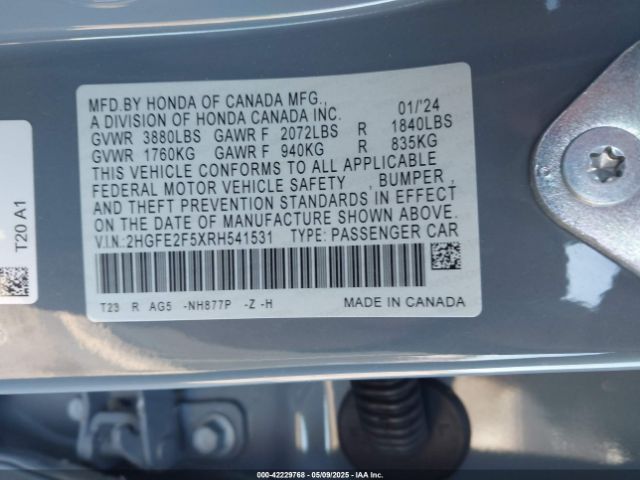 MFD.BY HONDA OF CANADA MFG., 01/'24
A DIVISION OF HONDA CANADA INC.
GVWR 3880LBS GAWR F 2072LBS R 1840LBS
GVWR 1760KG GAWR F 940KG R 835KG
THIS VEHICLE CONFORMS TO ALL APPLICABLE
FEDERAL MOTOR VEHICLE SAFETY , BUMPER ,
AND THEFT PREVENTION STANDARDS IN EFFECT
ON THE DATE OF MANUFACTURE SHOWN ABOVE.
V.I.N.:2HGFE2F5XRH541531 TYPE: PASSENGER CAR
T23 R AG5 -NH877P -Z -H MADE IN CANADA
T20 A1
000-42229768 - 05/09/2025 - IAA Inc.